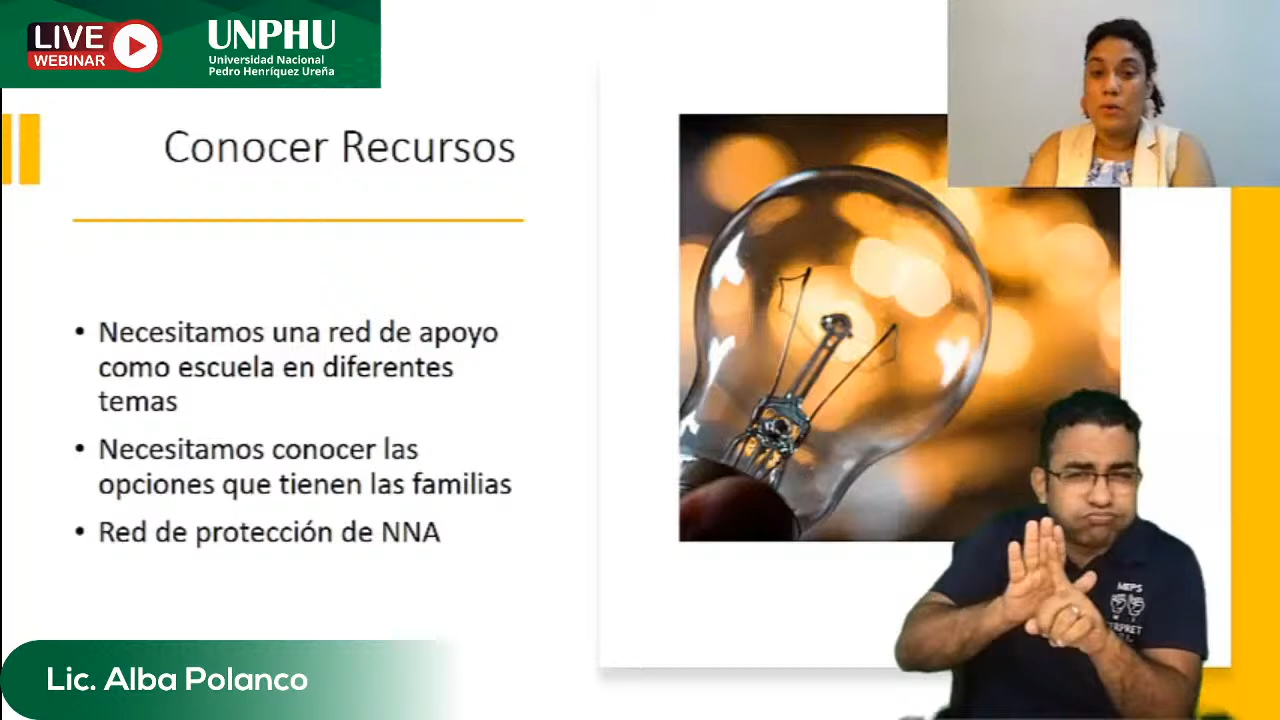 LIVE
WEBINAR
UNPHU
Universidad Nacional
Pedro Henríquez Ureña
Conocer Recursos
• Necesitamos una red de apoyo
como escuela en diferentes
temas
• Necesitamos conocer las
opciones que tienen las familias
• Red de protección de NNA
MEPS
Lic. Alba Polanco